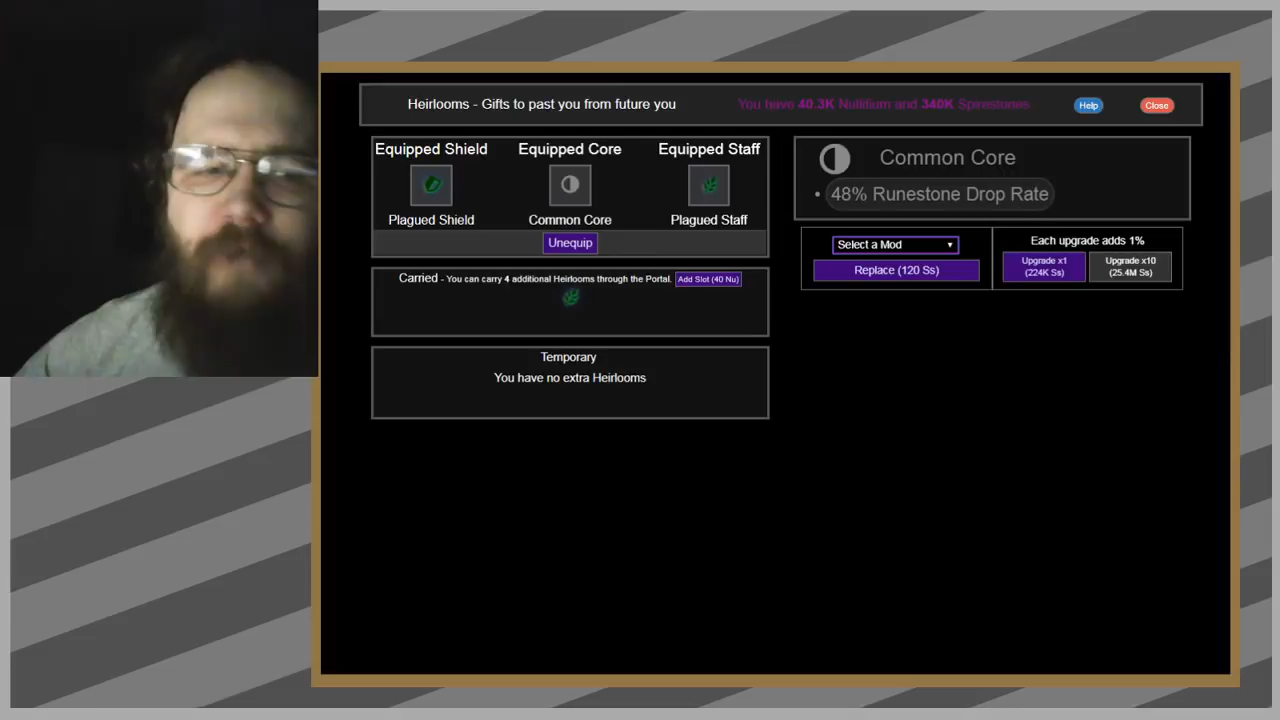 Heirlooms - Gifts to past you from future you
You have 40.3K Nullifium and 340K Spirestones
Help
Close
Equipped Shield
Equipped Core
Equipped Staff
Plagued Shield
Common Core
Plagued Staff
Unequip
Carried - You can carry 4 additional Heirlooms through the Portal.
Add Slot (40 Nu)
Temporary
You have no extra Heirlooms
Common Core
• 48% Runestone Drop Rate
Select a Mod
Replace (120 Ss)
Each upgrade adds 1%
Upgrade x1
(224K Ss)
Upgrade x10
(25.4M Ss)